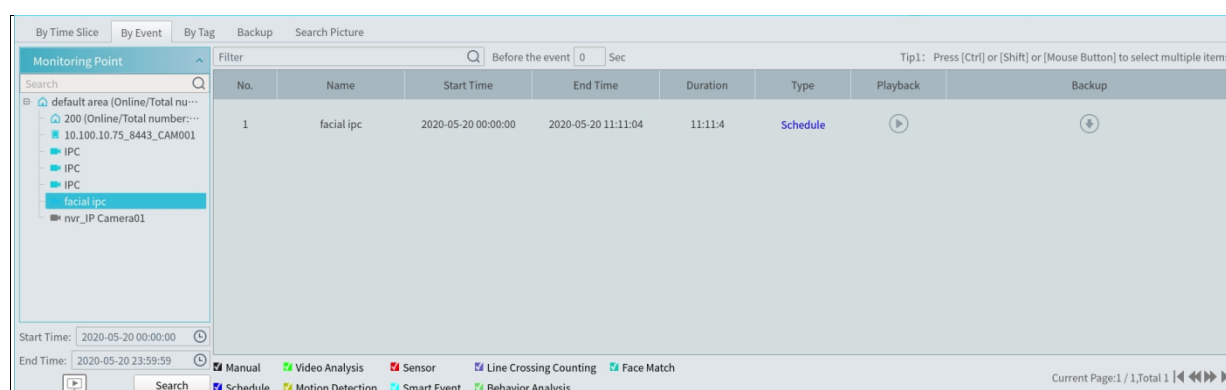 By Time Slice By Event By Tag Backup Search Picture
Monitoring Point
Filter
Before the event 0 Sec
Tip1: Press [Ctrl] or [Shift] or [Mouse Button] to select multiple items
Search
No. Name Start Time End Time Duration Type Playback Backup
default area (Online/Total nu···
200 (Online/Total number:···
10.100.10.75_8443_CAM001
IPC
IPC
IPC
facial ipc
nvr_IP Camera01
1 facial ipc 2020-05-20 00:00:00 2020-05-20 11:11:04 11:11:4 Schedule
Start Time: 2020-05-20 00:00:00
End Time: 2020-05-20 23:59:59
Search
Manual Video Analysis Sensor Line Crossing Counting Face Match
Schedule Motion Detection Smart Event Behavior Analysis
Current Page:1 / 1,Total 1